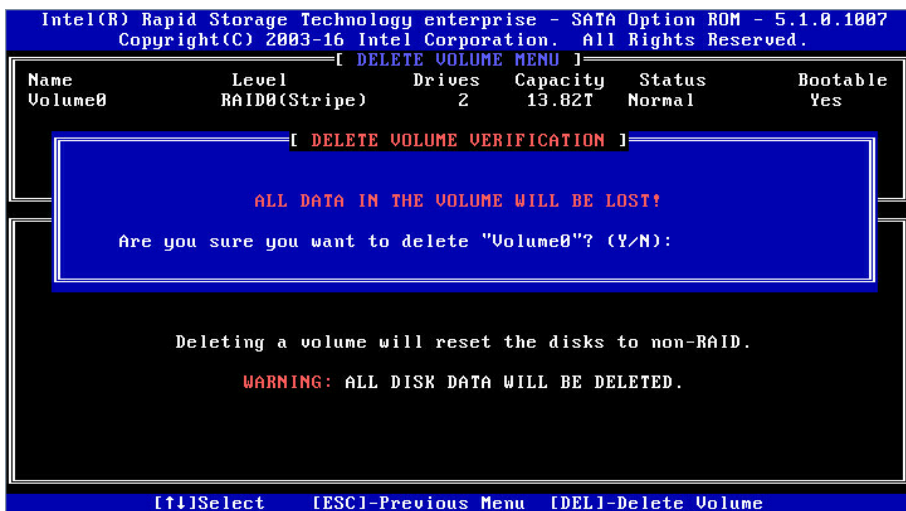 Intel(R) Rapid Storage Technology enterprise - SATA Option ROM - 5.1.0.1007
Copyright(C) 2003-16 Intel Corporation.  All Rights Reserved.
[ DELETE VOLUME MENU ]
Name Level Drives Capacity Status Bootable
Volume0 RAID0(Stripe) 2 13.82T Normal Yes
[ DELETE VOLUME VERIFICATION ]
ALL DATA IN THE VOLUME WILL BE LOST!
Are you sure you want to delete "Volume0"? (Y/N):
Deleting a volume will reset the disks to non-RAID.
WARNING: ALL DISK DATA WILL BE DELETED.
[↑↓]Select [ESC]-Previous Menu [DEL]-Delete Volume